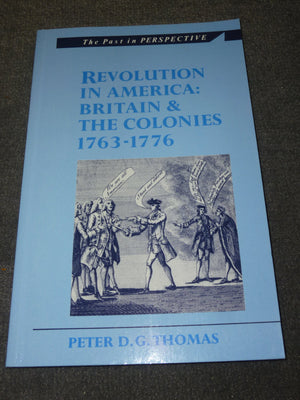 The Past in PERSPECTIVE
REVOLUTION
IN AMERICA:
BRITAIN &
THE COLONIES
1763-1776
PETER D. G. THOMAS